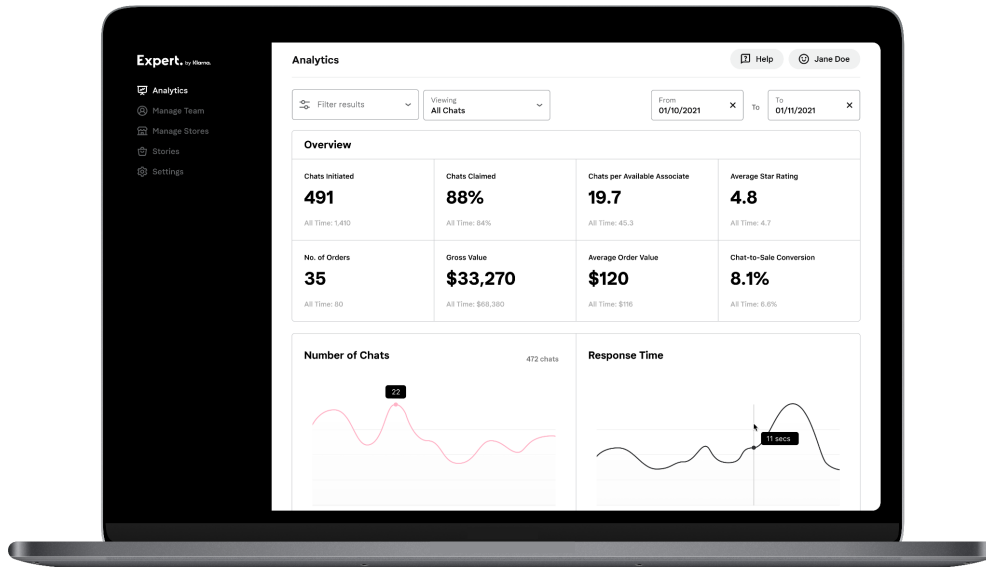 Expert. by Klarna.
Analytics
Manage Team
Manage Stores
Stories
Settings
Analytics
Help
Jane Doe
Filter results
Viewing
All Chats
From
01/10/2021
To
To
01/11/2021
Overview
Chats Initiated
491
All Time: 1,410
Chats Claimed
88%
All Time: 84%
Chats per Available Associate
19.7
All Time: 45.3
Average Star Rating
4.8
All Time: 4.7
No. of Orders
35
All Time: 80
Gross Value
$33,270
All Time: $68,360
Average Order Value
$120
All Time: $116
Chat-to-Sale Conversion
8.1%
All Time: 6.6%
Number of Chats
472 chats
22
Response Time
11 secs